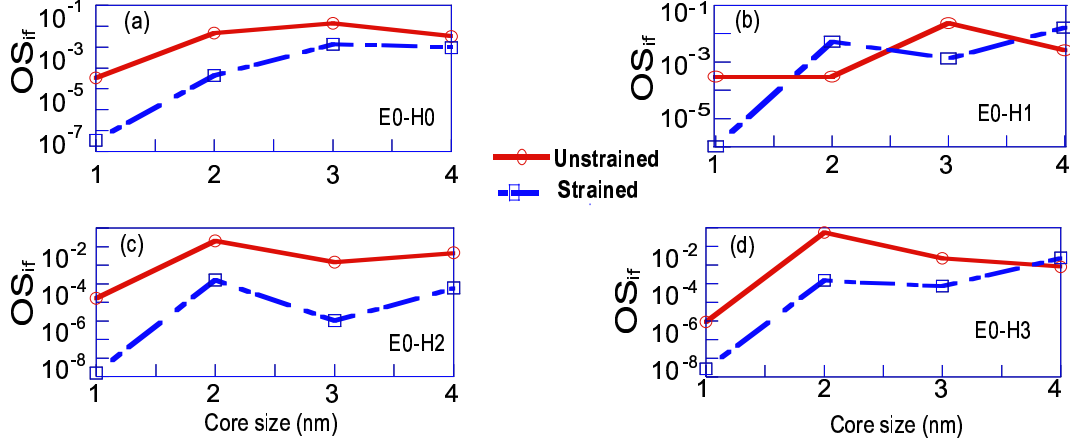 (a)
OS_if
10^-1
10^-3
10^-5
10^-7
1 2 3 4
E0-H0
(b)
OS_if
10^-1
10^-3
10^-5
1 2 3 4
E0-H1
Unstrained
Strained
(c)
OS_if
10^-2
10^-4
10^-6
10^-8
1 2 3 4
E0-H2
Core size (nm)
(d)
OS_if
10^-2
10^-4
10^-6
10^-8
1 2 3 4
E0-H3
Core size (nm)